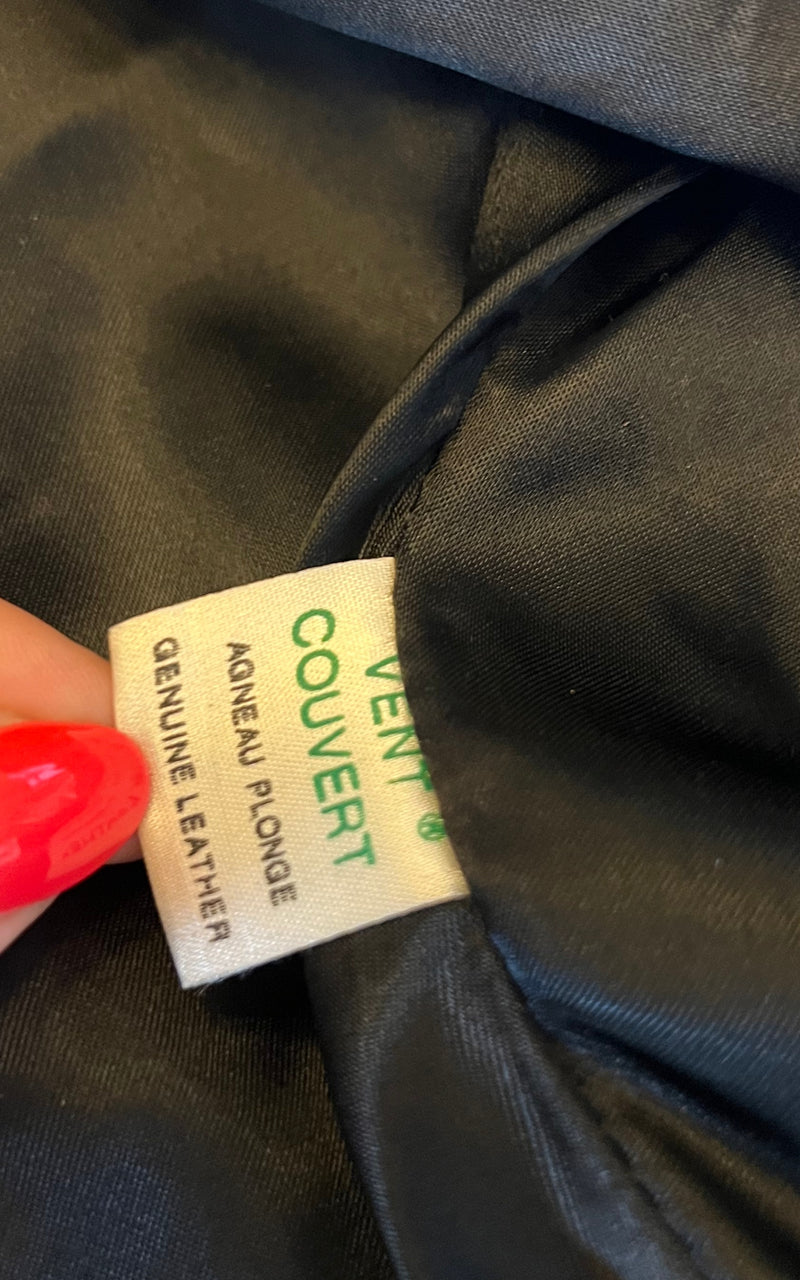 VENT ®
COUVERT
AGNEAU PLONGE
GENUINE LEATHER